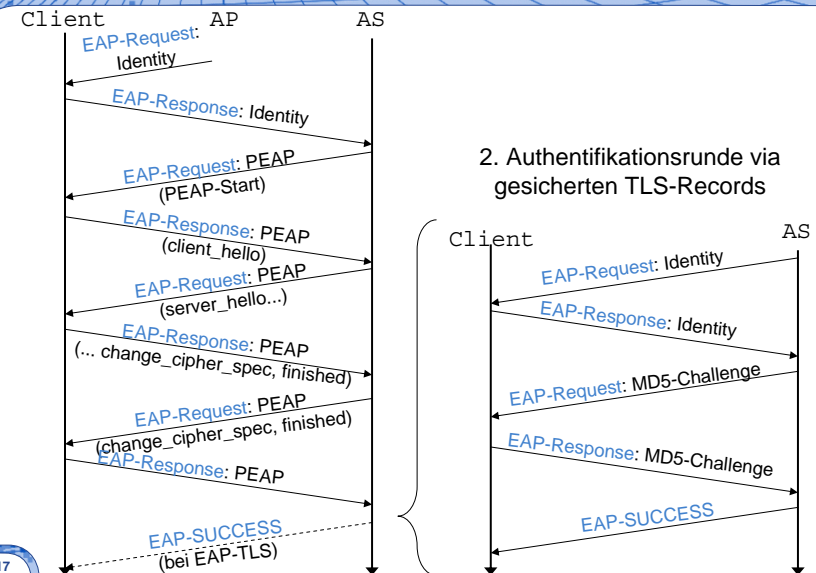 Client AP AS
EAP-Request:
Identity
EAP-Response: Identity
EAP-Request: PEAP
(PEAP-Start)
EAP-Response: PEAP
(client_hello)
EAP-Request: PEAP
(server_hello...)
EAP-Response: PEAP
(... change_cipher_spec, finished)
EAP-Request: PEAP
(change_cipher_spec, finished)
EAP-Response: PEAP
EAP-SUCCESS
(bei EAP-TLS)
2. Authentifikationsrunde via
gesicherten TLS-Records
Client AS
EAP-Request: Identity
EAP-Response: Identity
EAP-Request: MD5-Challenge
EAP-Response: MD5-Challenge
EAP-SUCCESS